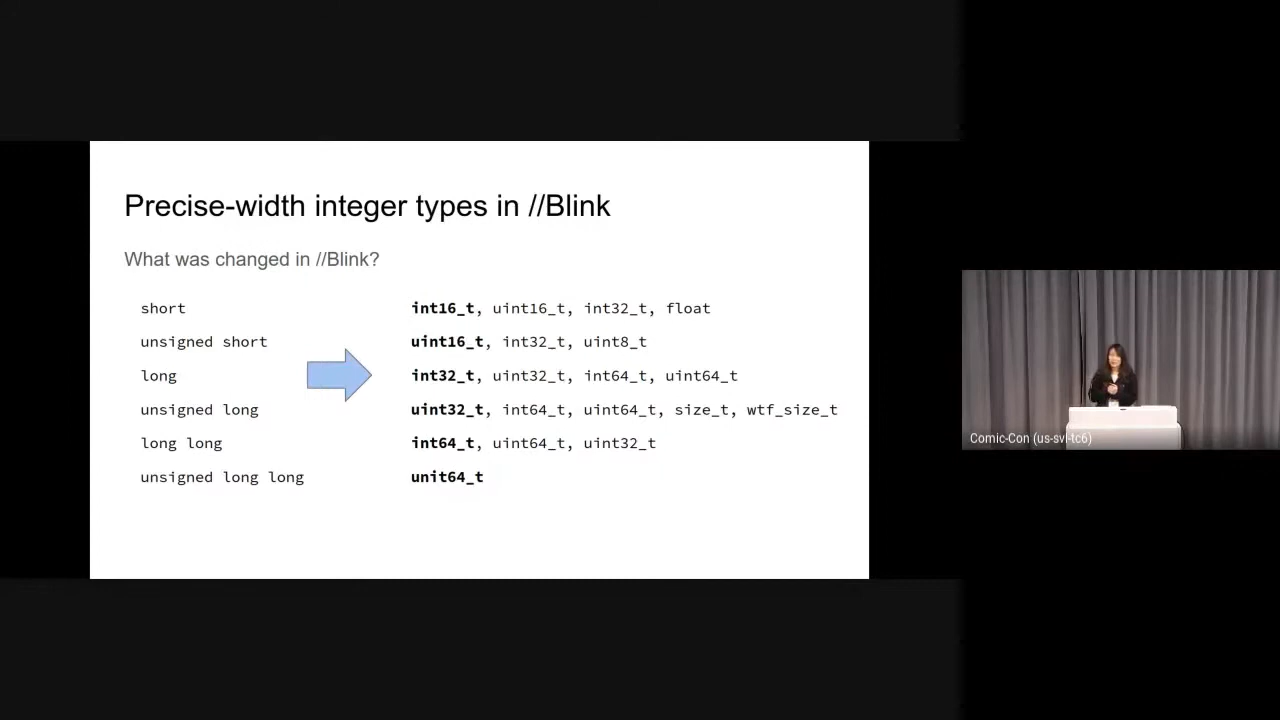 Precise-width integer types in //Blink
What was changed in //Blink?
short
int16_t, uint16_t, int32_t, float
unsigned short
uint16_t, int32_t, uint8_t
long
int32_t, uint32_t, int64_t, uint64_t
unsigned long
uint32_t, int64_t, uint64_t, size_t, wtf_size_t
long long
int64_t, uint64_t, uint32_t
unsigned long long
unit64_t
Comic-Con (us-svl-tc6)